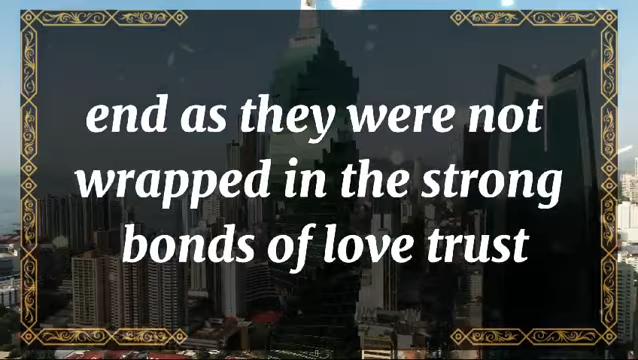 end as they were not
wrapped in the strong
bonds of love trust